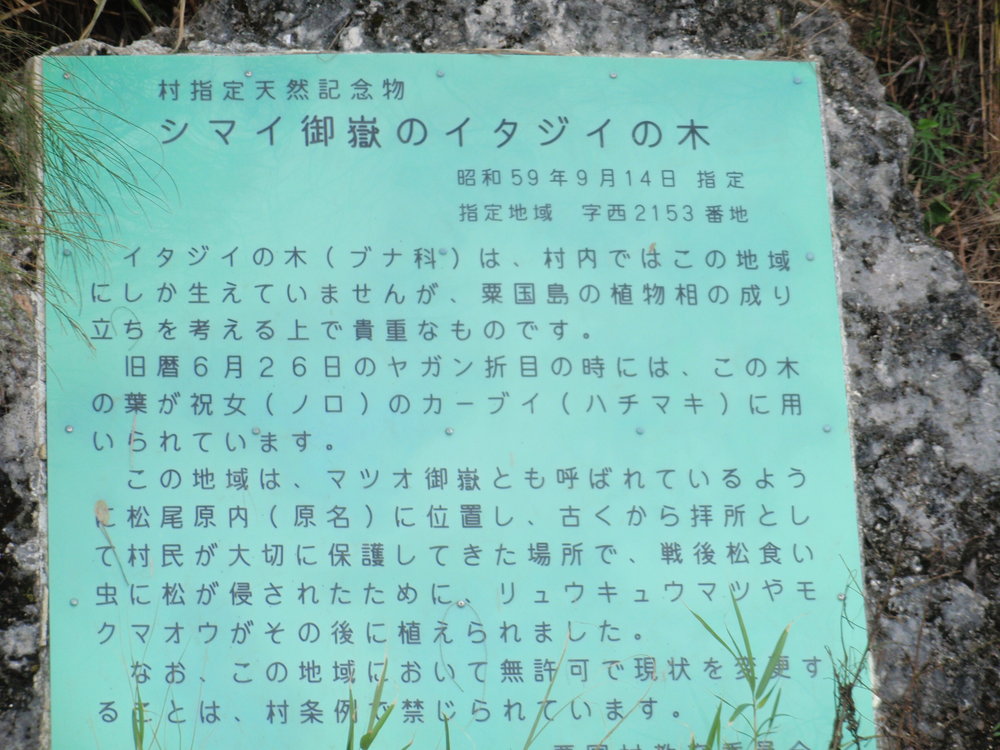 村指定天然記念物
シマイ御嶽のイタジイの木
昭和59年9月14日 指定
指定地域 字西2153番地
イタジイの木(ブナ科)は、村内ではこの地域
にしか生えていませんが、粟国島の植物相の成り
立ちを考える上で貴重なものです。
旧暦6月26日のヤガン折目の時には、この木
の葉が祝女(ノロ)のカーブイ(ハチマキ)に用
いられています。
この地域は、マツオ御嶽とも呼ばれているよう
に松尾原内(原名)に位置し、古くから拝所とし
て村民が大切に保護してきた場所で、戦後松食い
虫に松が侵されたために、リュウキュウマツやモ
クマオウがその後に植えられました。
なお、この地域において無許可で現状を変更す
ることは、村条例で禁じられています。
粟国村教育委員会